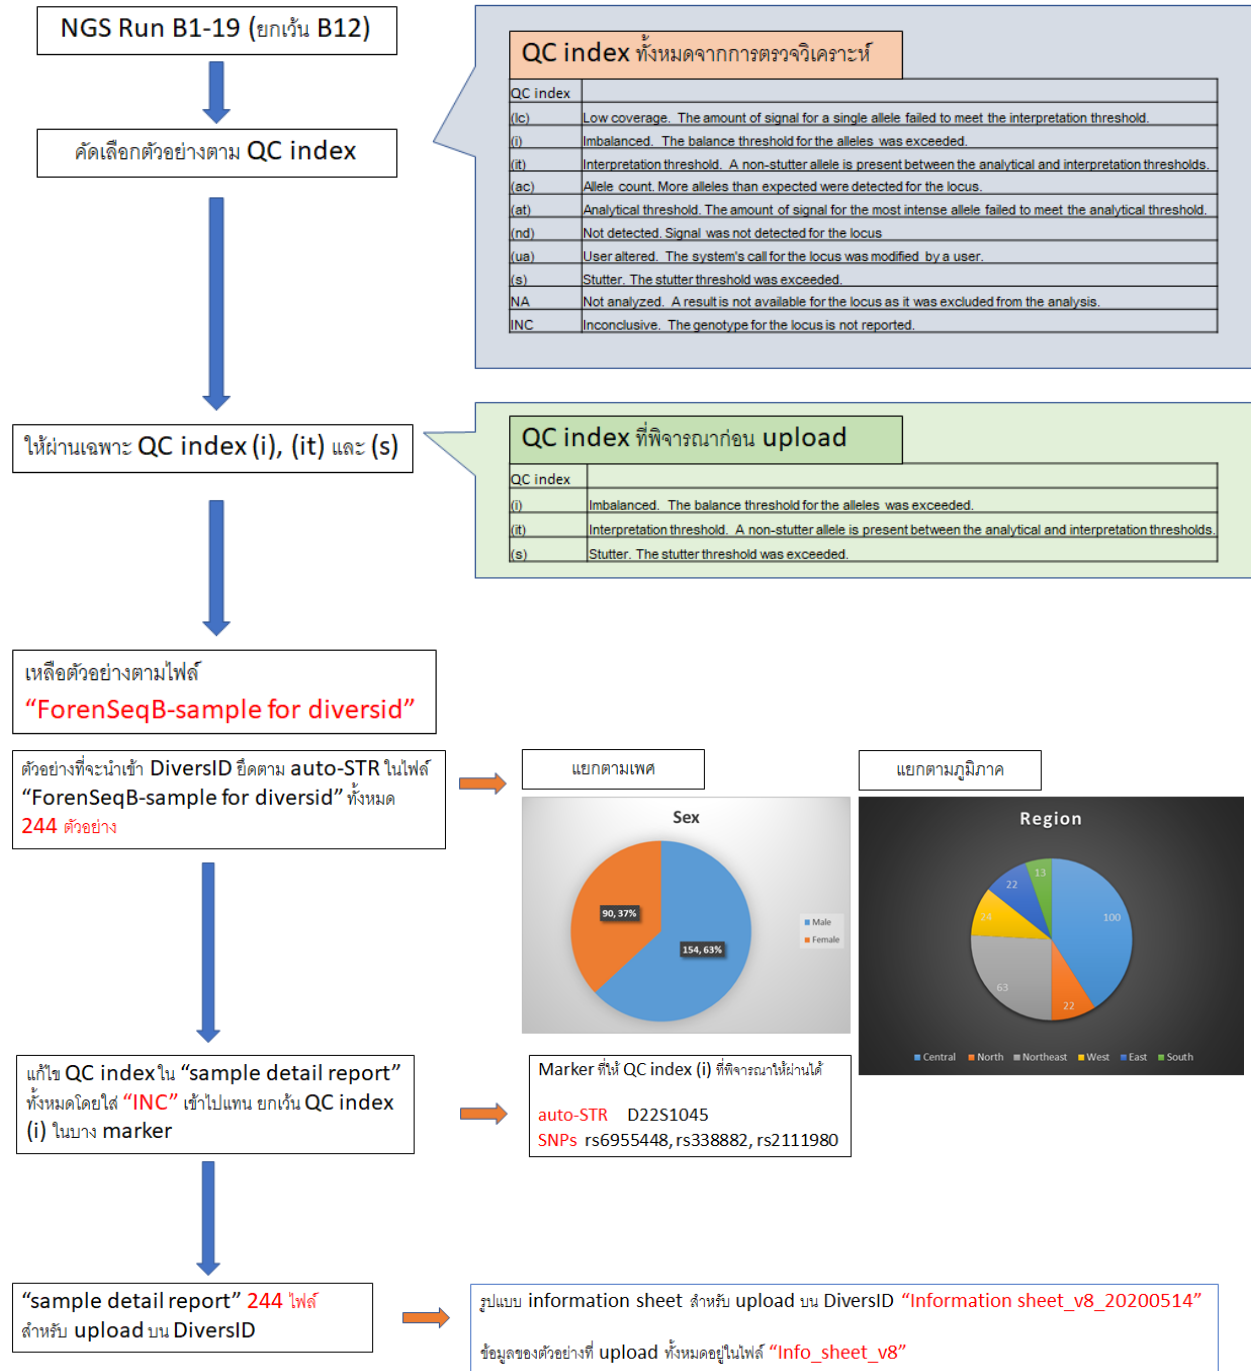 NGS Run B1-19 (ยกเว้น B12)
คัดเลือกตัวอย่างตาม QC index
QC index ทั้งหมดจากการตรวจวิเคราะห์
QC index
(lc) Low coverage. The amount of signal for a single allele failed to meet the interpretation threshold.
(i) Imbalanced. The balance threshold for the alleles was exceeded.
(it) Interpretation threshold. A non-stutter allele is present between the analytical and interpretation thresholds.
(ac) Allele count. More alleles than expected were detected for the locus.
(at) Analytical threshold. The amount of signal for the most intense allele failed to meet the analytical threshold.
(nd) Not detected. Signal was not detected for the locus
(ua) User altered. The system's call for the locus was modified by a user.
(s) Stutter. The stutter threshold was exceeded.
NA Not analyzed. A result is not available for the locus as it was excluded from the analysis.
INC Inconclusive. The genotype for the locus is not reported.
ให้ผ่านเฉพาะ QC index (i), (it) และ (s)
QC index ที่พิจารณาก่อน upload
QC index
(i) Imbalanced. The balance threshold for the alleles was exceeded.
(it) Interpretation threshold. A non-stutter allele is present between the analytical and interpretation thresholds.
(s) Stutter. The stutter threshold was exceeded.
เหลือตัวอย่างตามไฟล์
“ForenSeqB-sample for diversid”
ตัวอย่างที่จะนำเข้า DiversID ยึดตาม auto-STR ในไฟล์
“ForenSeqB-sample for diversid” ทั้งหมด
244 ตัวอย่าง
แยกตามเพศ
Sex
90, 37%
154, 63%
Male
Female
แยกตามภูมิภาค
Region
13
22
100
24
63
22
Central North Northeast West East South
แก้ไข QC index ใน “sample detail report”
ทั้งหมดโดยใส่ “INC” เข้าไปแทน ยกเว้น QC index
(i) ในบาง marker
Marker ที่ให้ QC index (i) ที่พิจารณาให้ผ่านได้
auto-STR D22S1045
SNPs rs6955448, rs338882, rs2111980
“sample detail report” 244 ไฟล์
สำหรับ upload บน DiversID
รูปแบบ information sheet สำหรับ upload บน DiversID “Information sheet_v8_20200514”
ข้อมูลของตัวอย่างที่ upload ทั้งหมดอยู่ในไฟล์ “Info_sheet_v8”